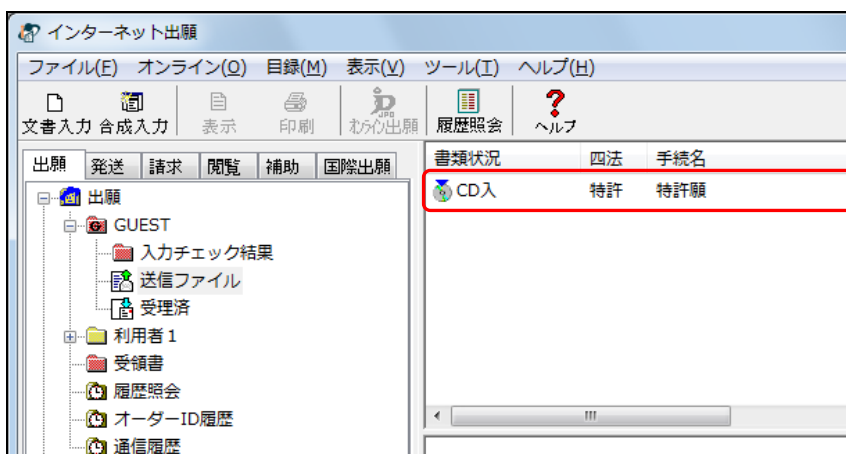 インターネット出願
ファイル(F) オンライン(O) 目録(M) 表示(V) ツール(T) ヘルプ(H)
文書入力 合成入力 表示 印刷 オンライン出願 履歴照会 ヘルプ
出願 発送 請求 閲覧 補助 国際出願
書類状況 四法 手続名
CD入 特許 特許願
出願
GUEST
入力チェック結果
送信ファイル
受理済
利用者1
受領書
履歴照会
オーダーID履歴
通信履歴